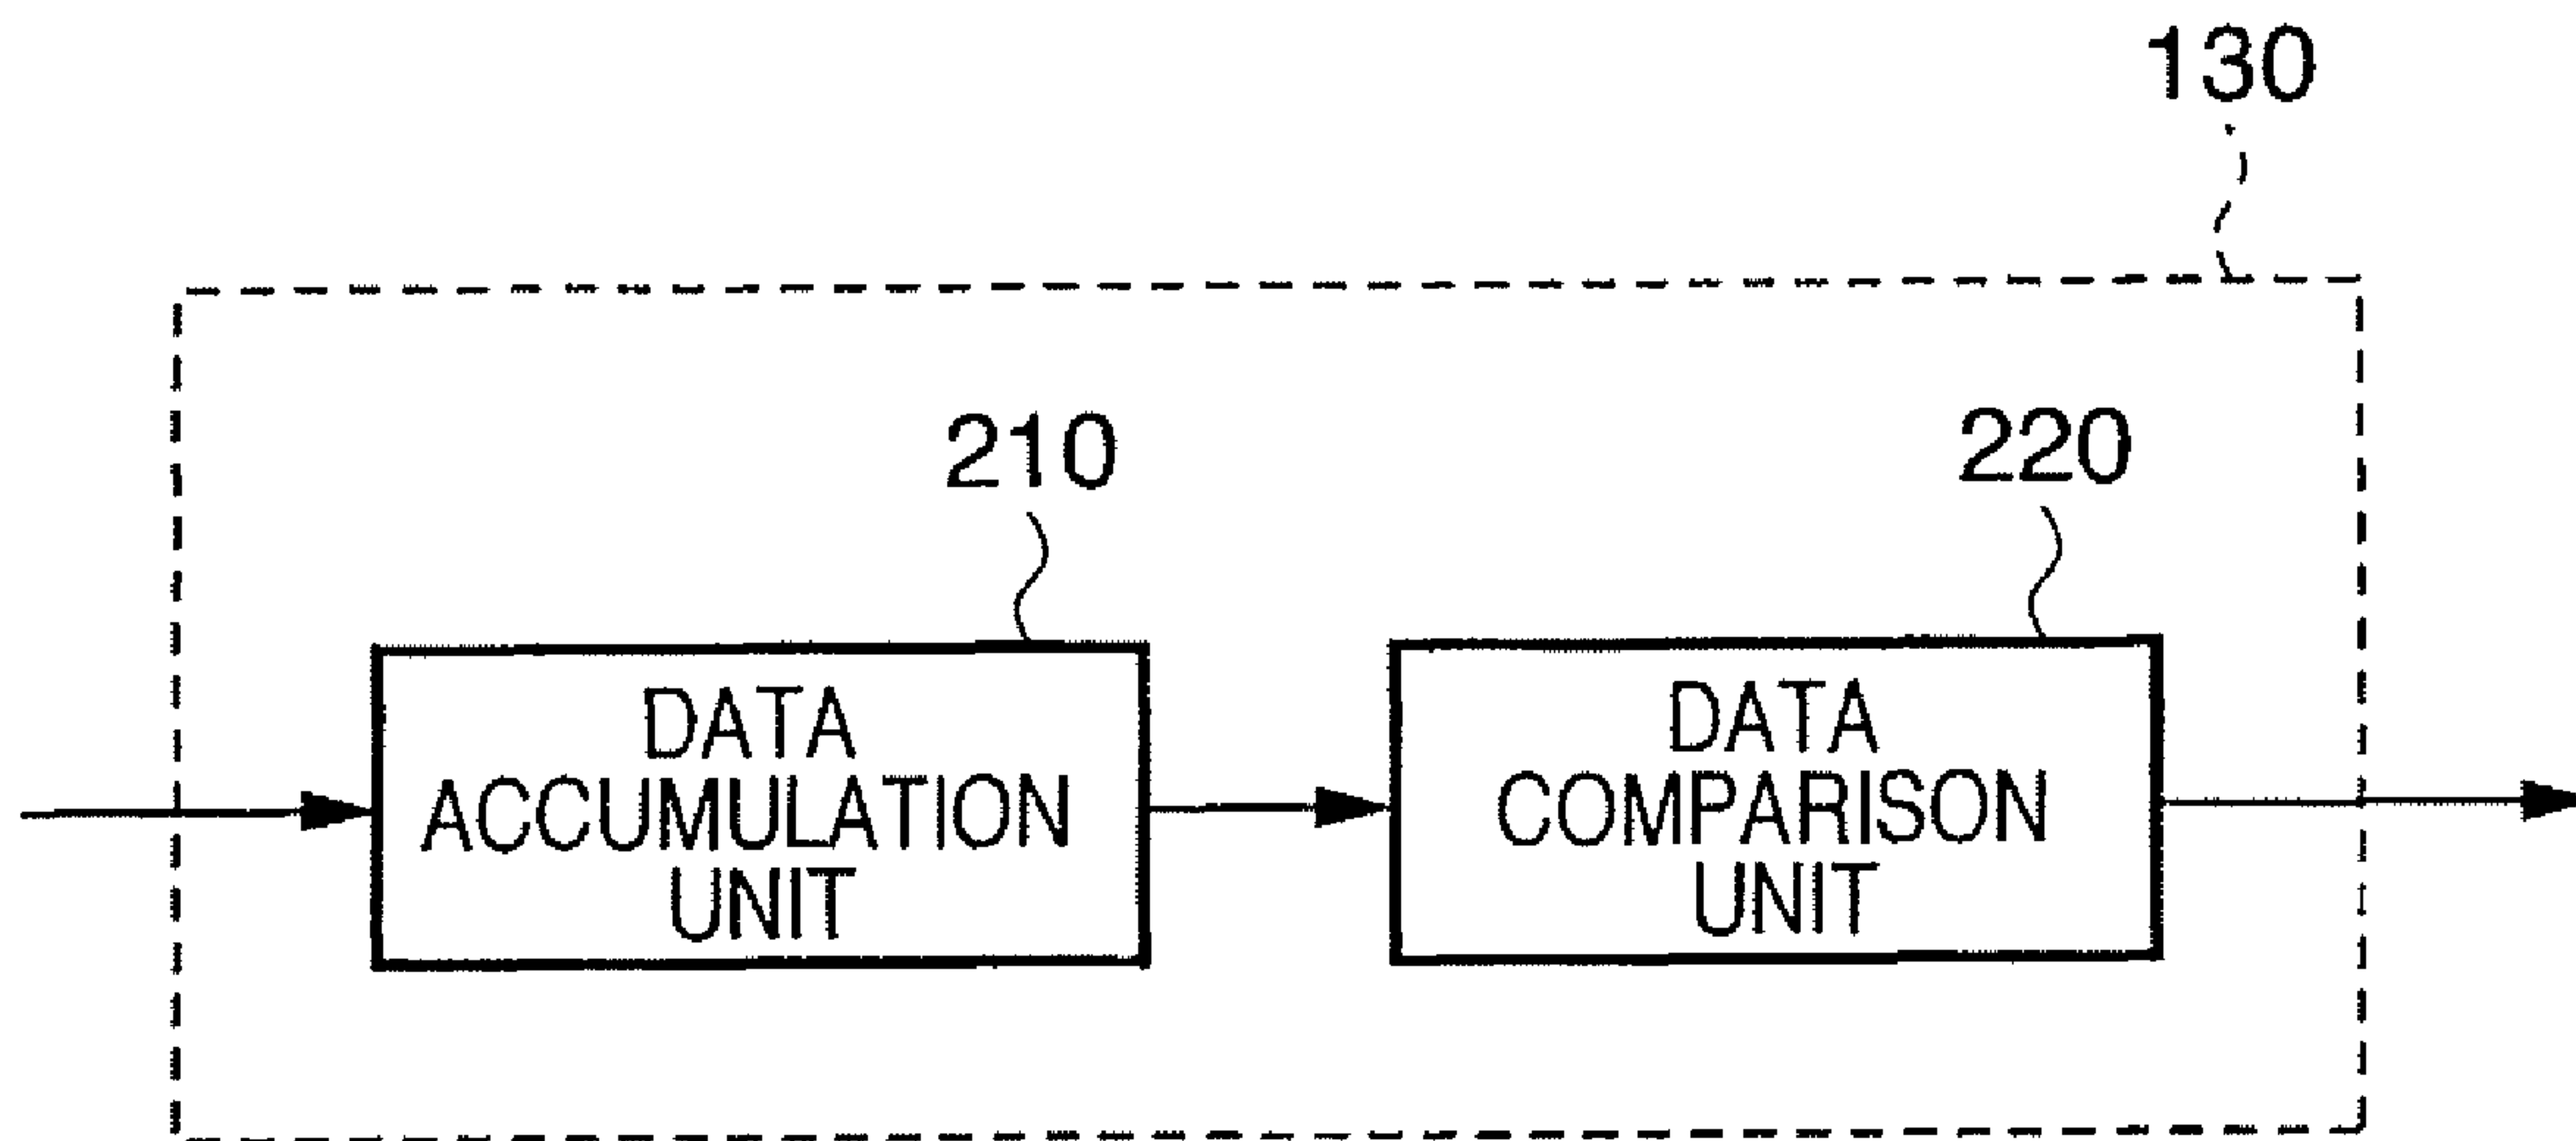 130
210
220
DATA
ACCUMULATION
UNIT
DATA
COMPARISON
UNIT